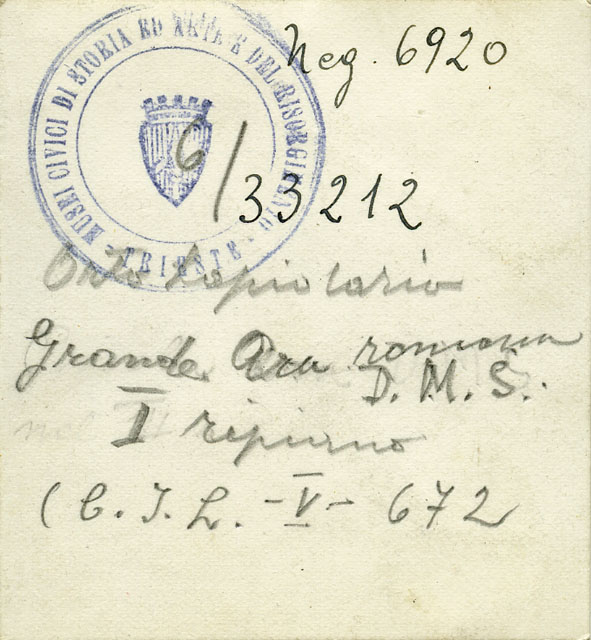 MUSEI CIVICI DI STORIA ED ARTE E DEL RISORGIMENTO
- TRIESTE -
Neg. 6920
6/33212
Orto Lapidario
Grande Ara romana
D. M. S.
I ripiano
(C. I. L. - V - 672